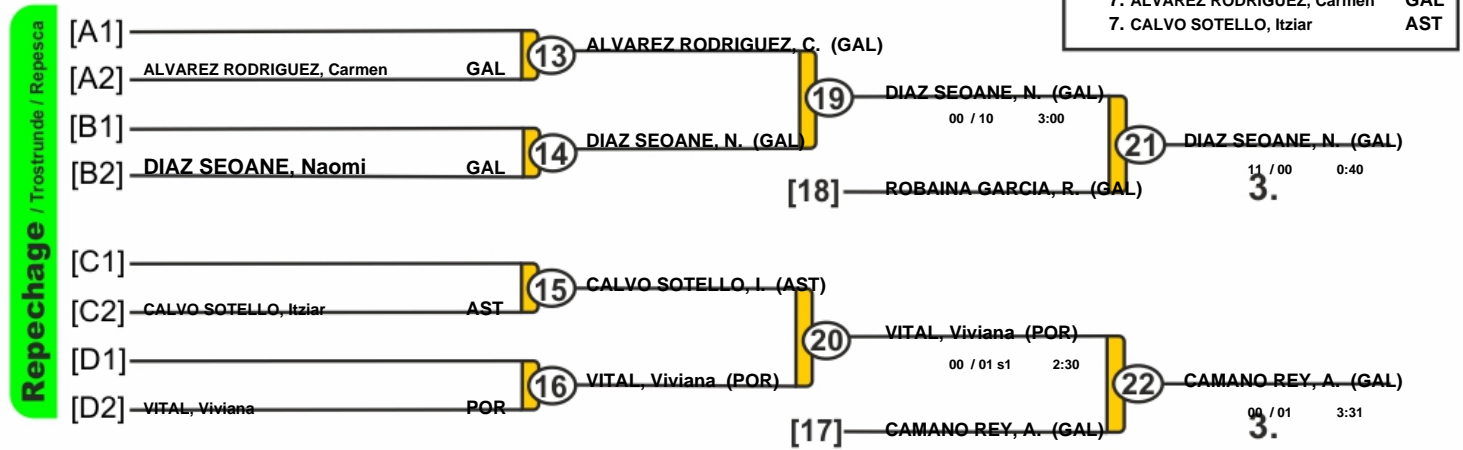 7. ALVAREZ RODRIGUEZ, Carmen GAL
7. CALVO SOTELLO, Itziar AST
Repechage / Trostrunde / Repesca
[A1]
[A2] ALVAREZ RODRIGUEZ, Carmen GAL
13
ALVAREZ RODRIGUEZ, C. (GAL)
[B1]
[B2] DIAZ SEOANE, Naomi GAL
14
DIAZ SEOANE, N. (GAL)
19
DIAZ SEOANE, N. (GAL)
00 / 10 3:00
[18] ROBAINA GARCIA, R. (GAL)
21
DIAZ SEOANE, N. (GAL)
11 / 00 0:40
3.
[C1]
[C2] CALVO SOTELLO, Itziar AST
15
CALVO SOTELLO, I. (AST)
[D1]
[D2] VITAL, Viviana POR
16
VITAL, Viviana (POR)
20
VITAL, Viviana (POR)
00 / 01 s1 2:30
[17] CAMANO REY, A. (GAL)
22
CAMANO REY, A. (GAL)
00 / 01 3:31
3.